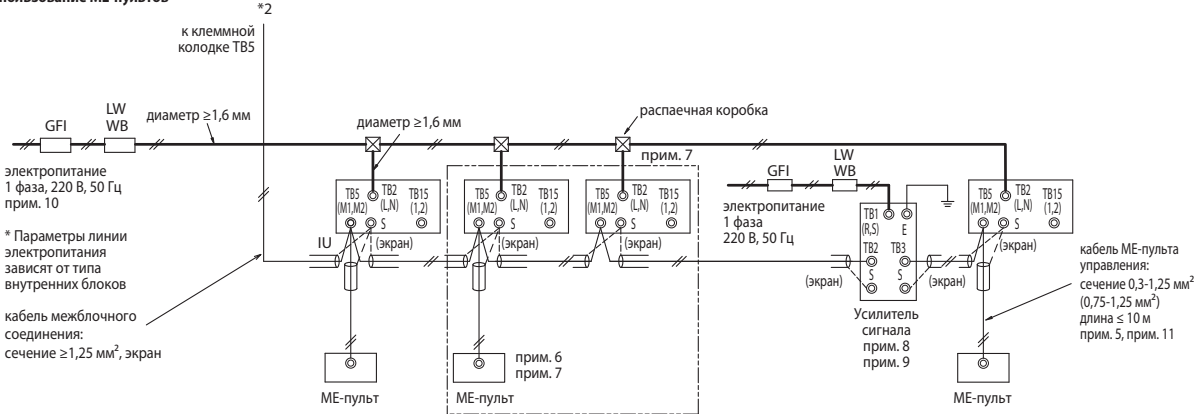 пользование МЕ-пультов
*2
к клеммной
колодке TB5
GFI
LW
WB
диаметр ≥1,6 мм
диаметр ≥1,6 мм
распаечная коробка
прим. 7
электропитание
1 фаза, 220 В, 50 Гц
прим. 10
* Параметры линии
электропитания
зависят от типа
внутренних блоков
кабель межблочного
соединения:
сечение ≥1,25 мм², экран
IU
TB5
(M1,M2)
TB2
(L,N)
TB15
(1,2)
S
(экран)
МЕ-пульт
TB5
(M1,M2)
TB2
(L,N)
TB15
(1,2)
S
(экран)
МЕ-пульт
прим. 6
прим. 7
TB5
(M1,M2)
TB2
(L,N)
TB15
(1,2)
S
(экран)
GFI
LW
WB
электропитание
1 фаза
220 В, 50 Гц
TB1
(R,S)
E
TB2
TB3
S
S
(экран)
(экран)
Усилитель
сигнала
прим. 8
прим. 9
TB5
(M1,M2)
TB2
(L,N)
TB15
(1,2)
S
(экран)
МЕ-пульт
кабель МЕ-пульта
управления:
сечение 0,3-1,25 мм²
(0,75-1,25 мм²)
длина ≤ 10 м
прим. 5, прим. 11